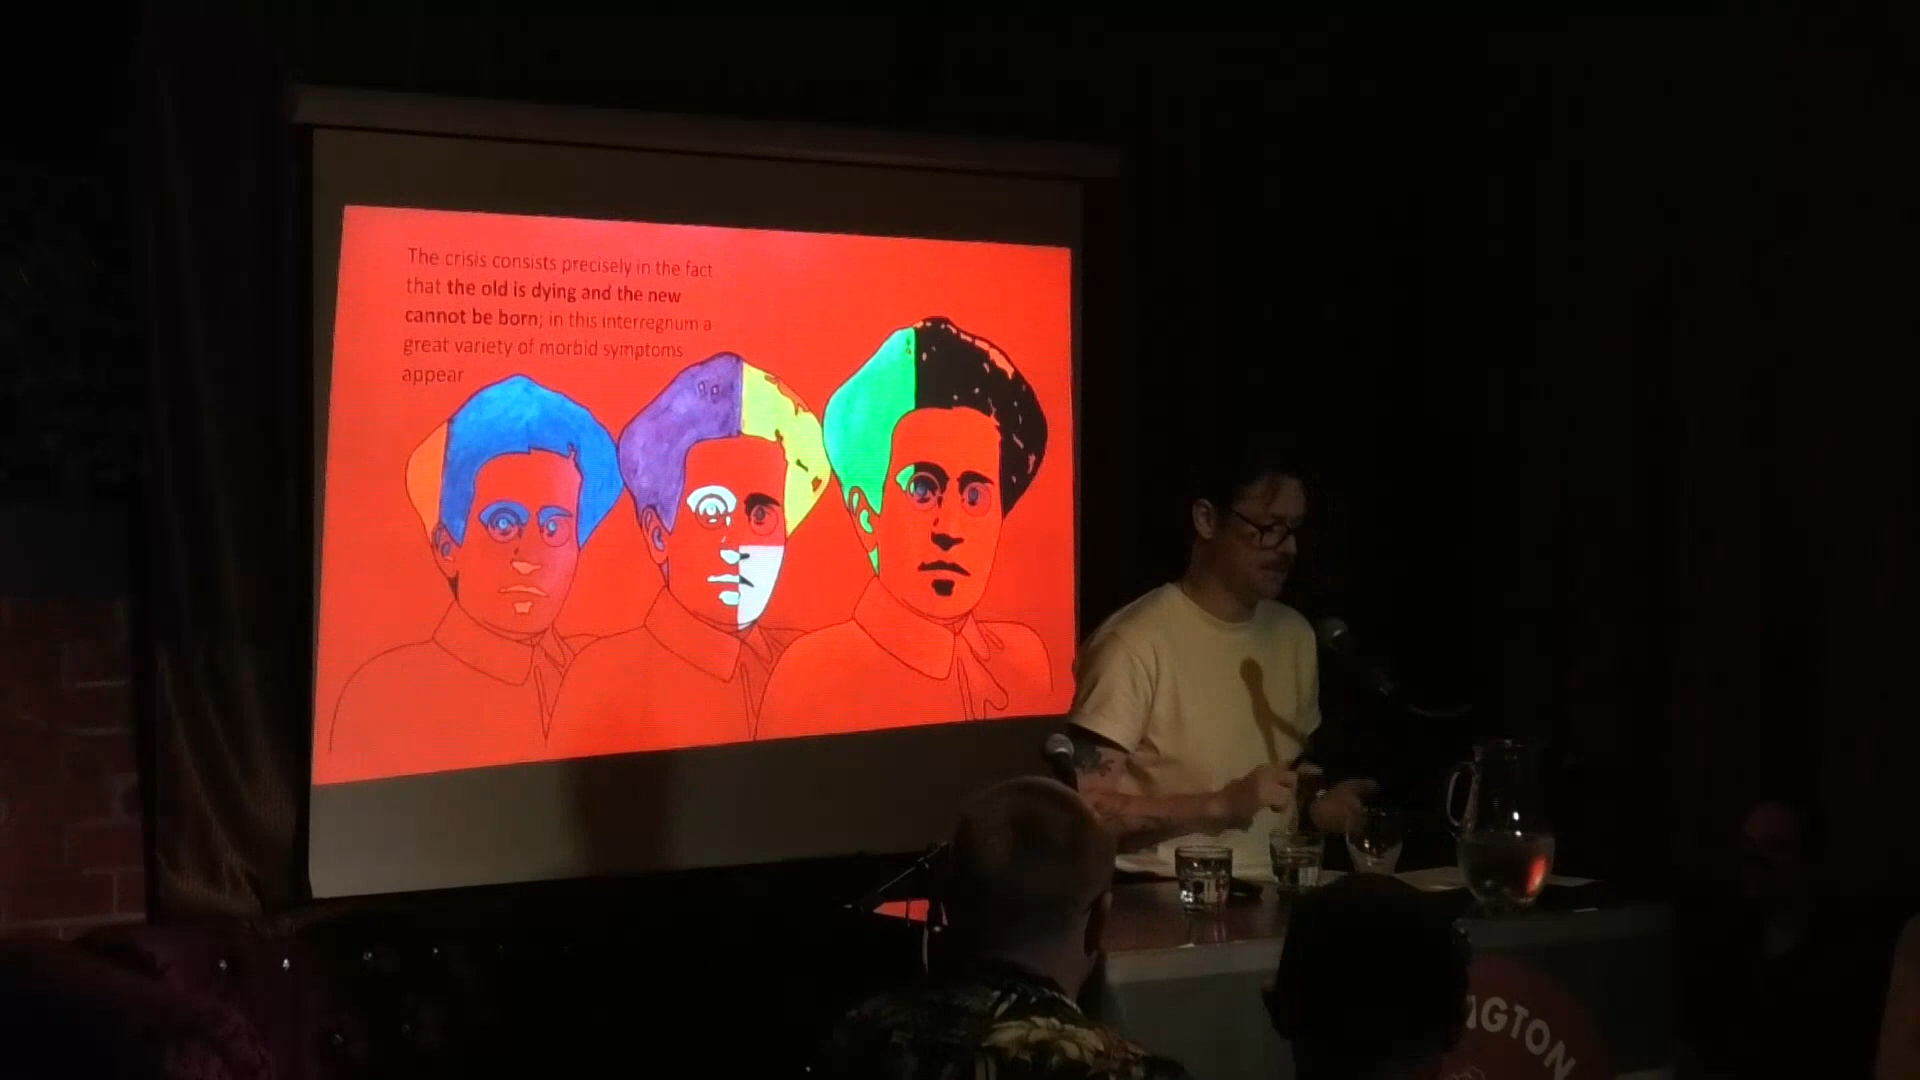 The crisis consists precisely in the fact
that the old is dying and the new
cannot be born; in this interregnum a
great variety of morbid symptoms
appear
NGTON